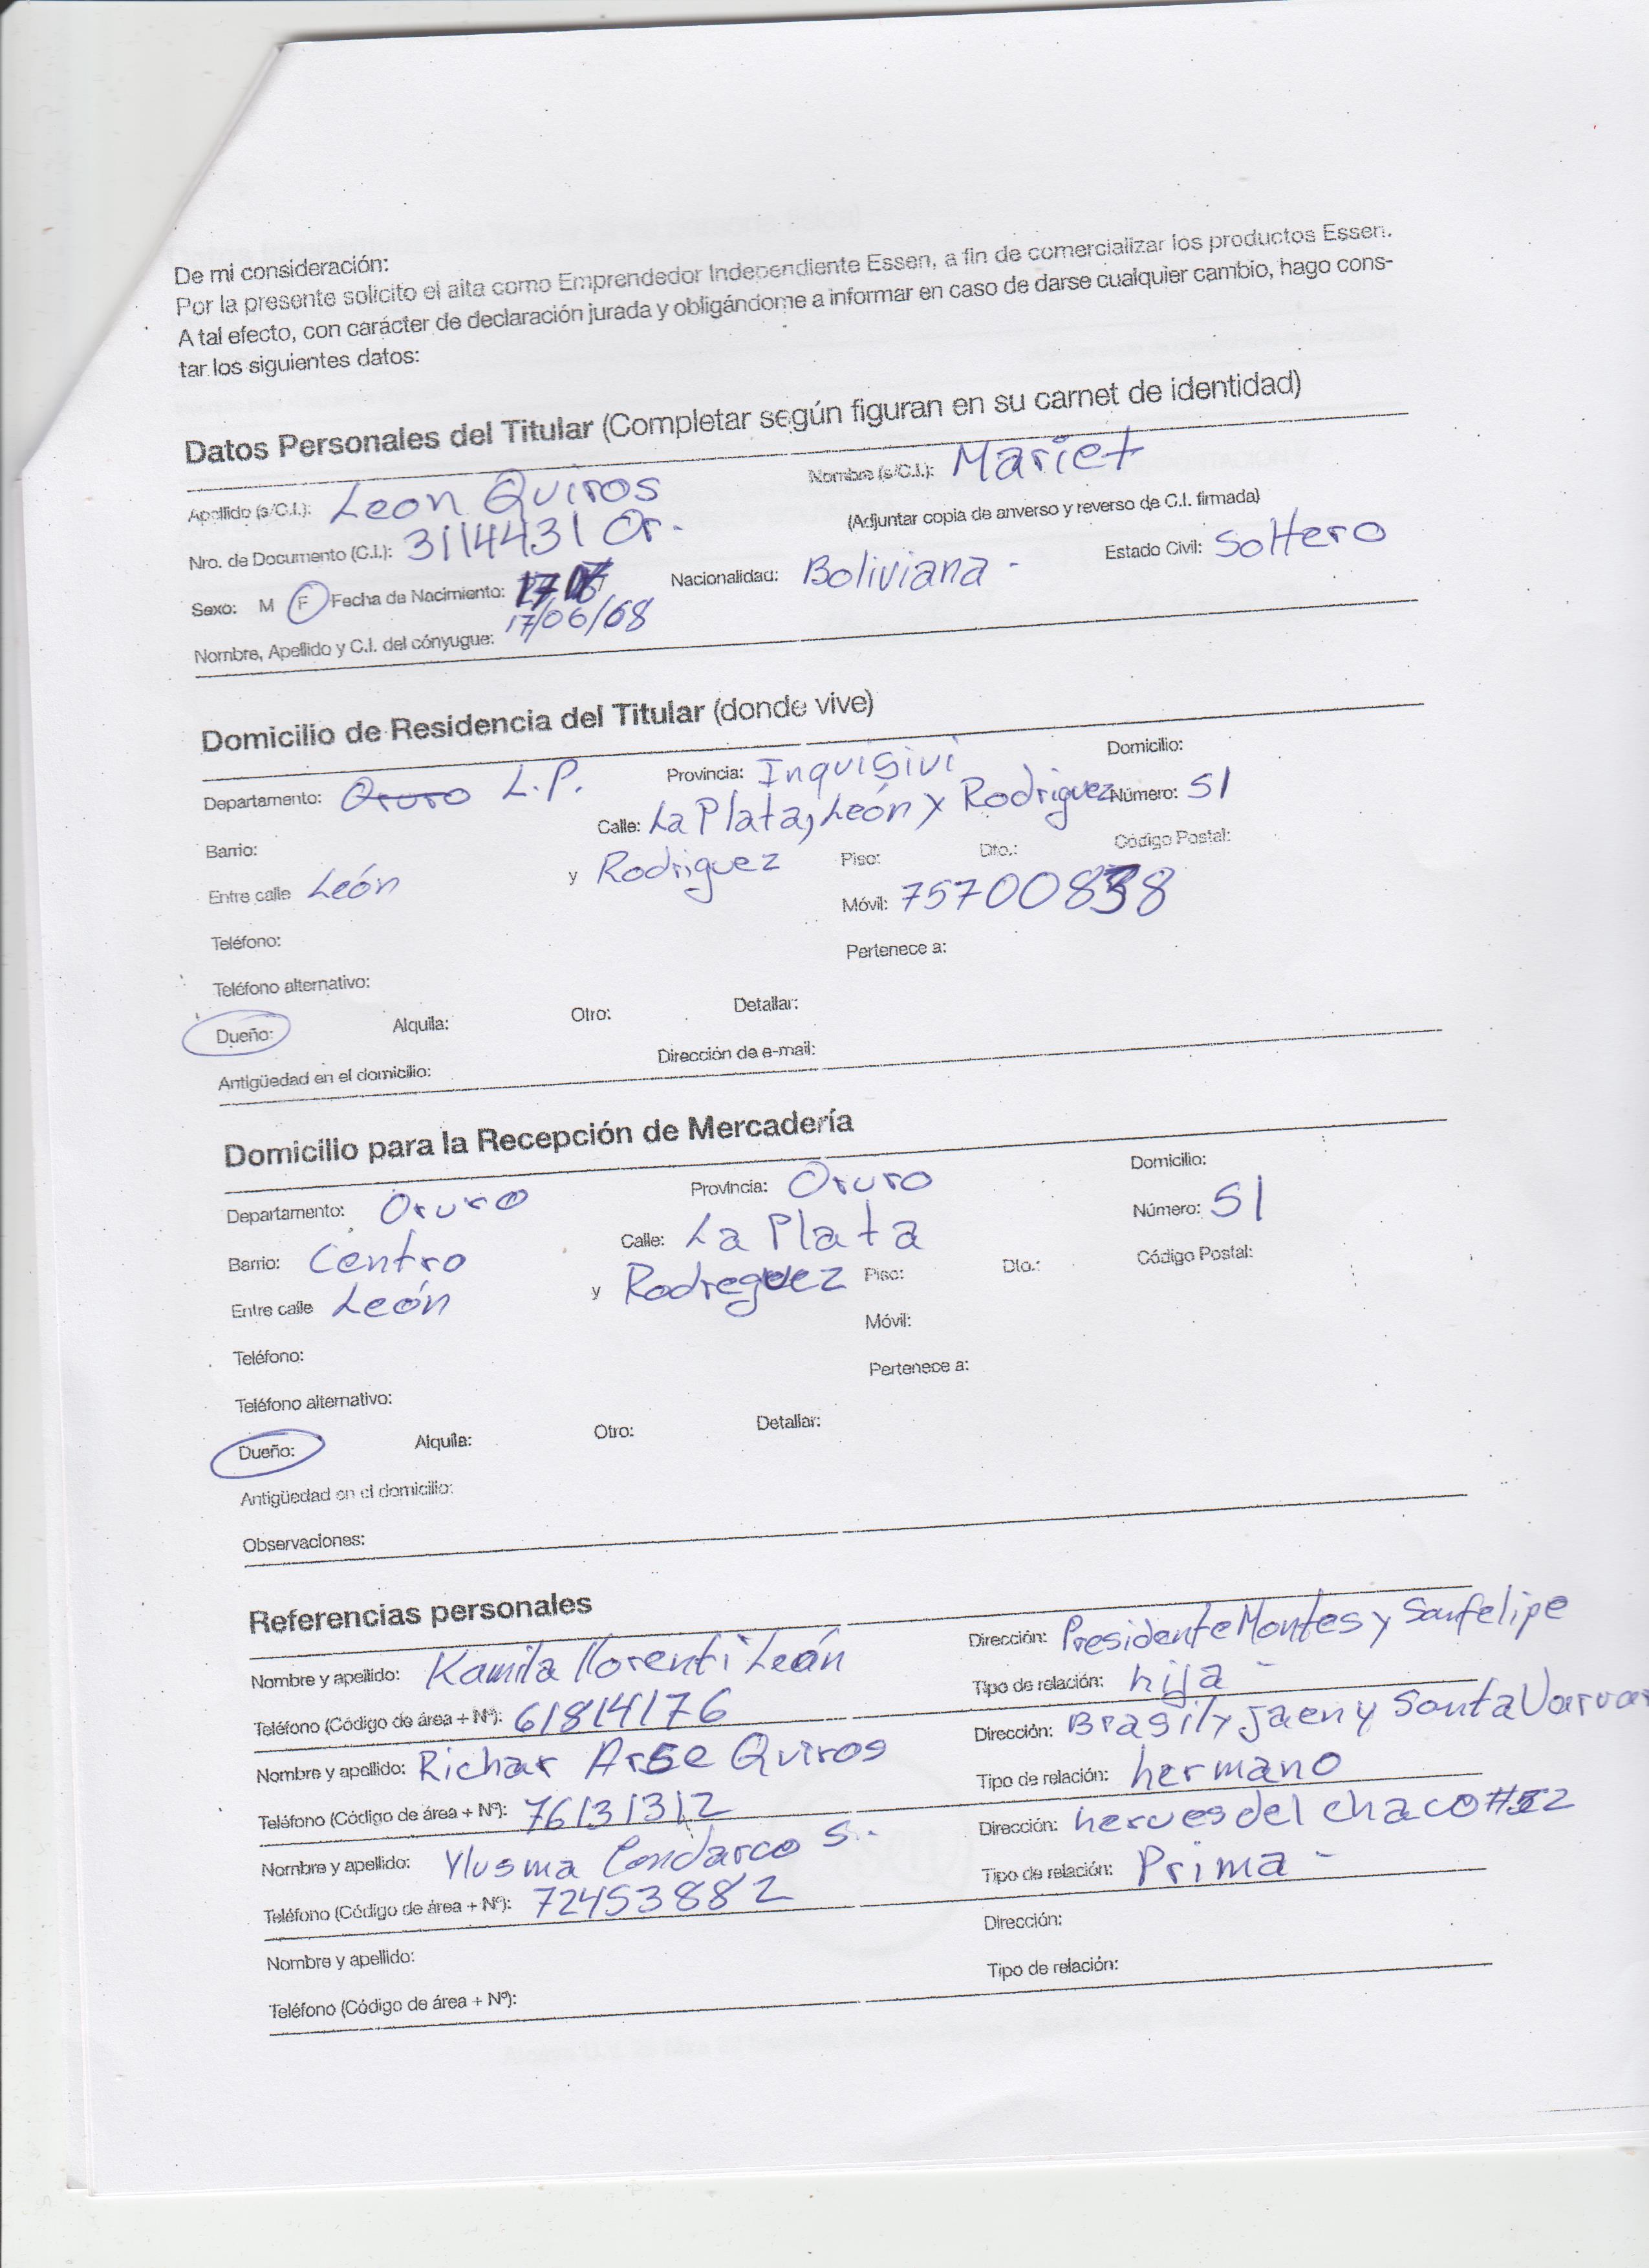 De mi consideración:
Por la presente solicito el alta como Emprendedor Independiente Essen, a fin de comercializar los productos Essen.
A tal efecto, con carácter de declaración jurada y obligándome a informar en caso de darse cualquier cambio, hago cons-
tar los siguientes datos:
Datos Personales del Titular (Completar según figuran en su carnet de identidad)
Apellido (s/C.I.): Leon Quiros Nombre (s/C.I.): Mariet
Nro. de Documento (C.I.): 3114431 Or. (Adjuntar copia de anverso y reverso de C.I. firmada)
Sexo: M F Fecha de Nacimiento: 17/06/68 Nacionalidad: Boliviana - Estado Civil: Soltero
Nombre, Apellido y C.I. del cónyugue:
Domicilio de Residencia del Titular (donde vive)
Departamento: Oruro L.P. Provincia: Inquisivi Domicilio:
Barrio: Calle: La Plata, León y Rodriguez Número: 51
Entre calle León y Rodriguez Piso: Dto.: Código Postal:
Teléfono: Móvil: 75700838
Teléfono alternativo: Pertenece a:
Dueño: Alquila: Otro: Detallar:
Antigüedad en el domicilio: Dirección de e-mail:
Domicilio para la Recepción de Mercadería
Departamento: Oruro Provincia: Oruro Domicilio:
Barrio: Centro Calle: La Plata Número: 51
Entre calle León y Rodreguez Piso: Dto.: Código Postal:
Teléfono: Móvil:
Teléfono alternativo: Pertenece a:
Dueño: Alquila: Otro: Detallar:
Antigüedad en el domicilio:
Observaciones:
Referencias personales
Nombre y apellido: Kamila Llorenti León Dirección: Presidente Montes y Sanfelipe
Teléfono (Código de área + Nº): 61814176 Tipo de relación: hija -
Nombre y apellido: Richar Arce Quiros Dirección: Brasil y Jaen y Santa Varvar
Teléfono (Código de área + Nº): 76131312 Tipo de relación: hermano
Nombre y apellido: Ylusma Condarco S. - Dirección: heroes del chaco #52
Teléfono (Código de área + Nº): 72453882 Tipo de relación: Prima -
Nombre y apellido: Dirección:
Teléfono (Código de área + Nº): Tipo de relación: